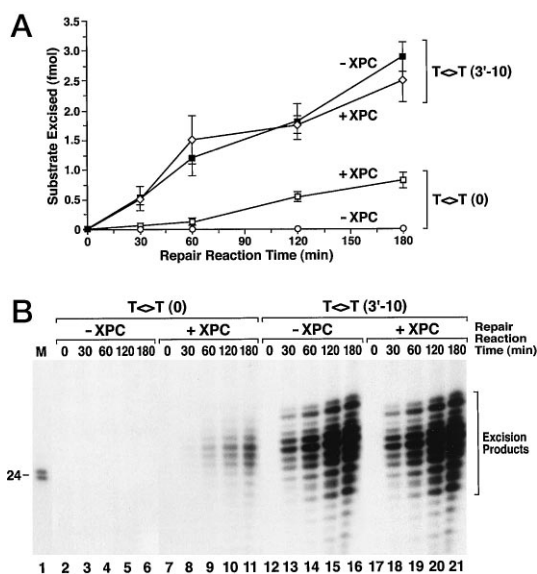 A
Substrate Excised (fmol)
3.5
3.0
2.5
2.0
1.5
1.0
0.5
0
0 30 60 90 120 150 180
Repair Reaction Time (min)
- XPC
+ XPC
T<>T (3'-10)
+ XPC
- XPC
T<>T (0)
B
T<>T (0) T<>T (3'-10)
- XPC + XPC - XPC + XPC
Repair
Reaction
Time (min)
M 0 30 60 120 180 0 30 60 120 180 0 30 60 120 180 0 30 60 120 180
24
Excision
Products
1 2 3 4 5 6 7 8 9 10 11 12 13 14 15 16 17 18 19 20 21